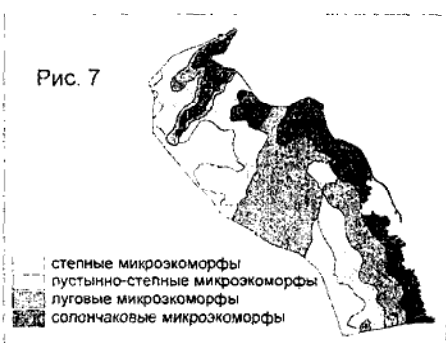 Рис. 7
степные микроэкоморфы
пустынно-степные микроэкоморфы
луговые микроэкоморфы
солончаковые микроэкоморфы